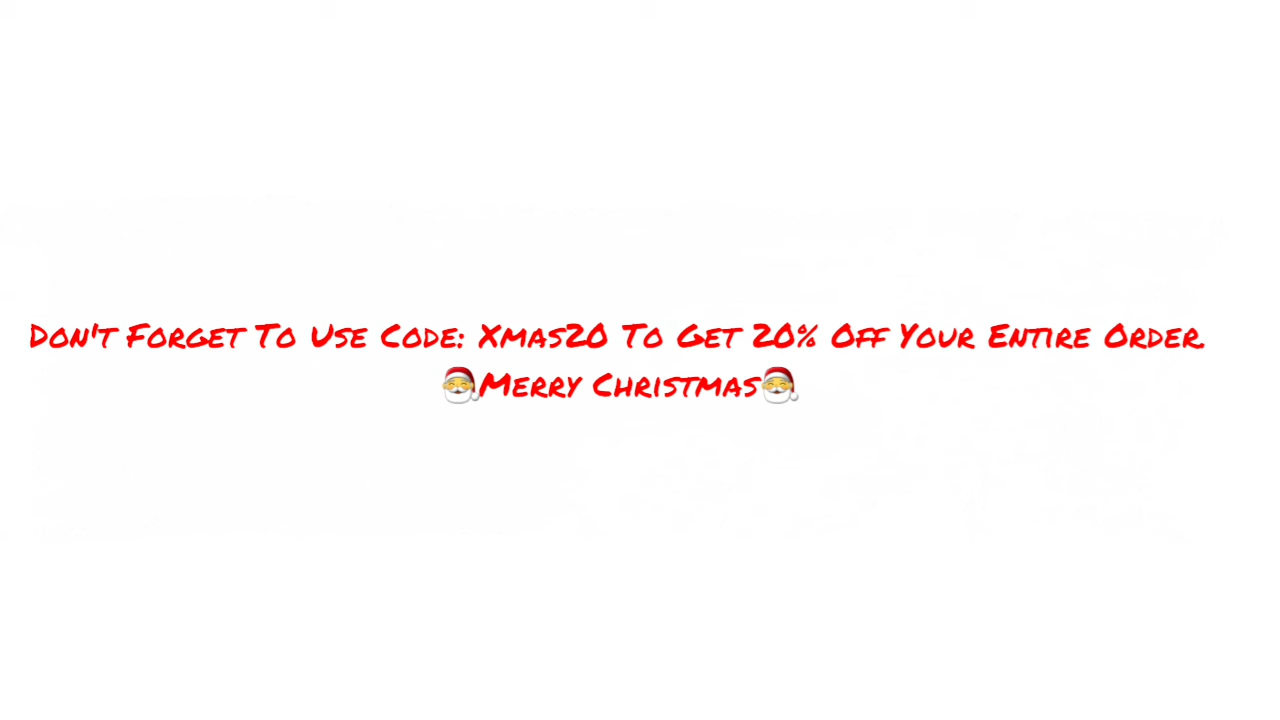 Don't Forget To Use Code: Xmas20 To Get 20% Off Your Entire Order.
🎅Merry Christmas🎅